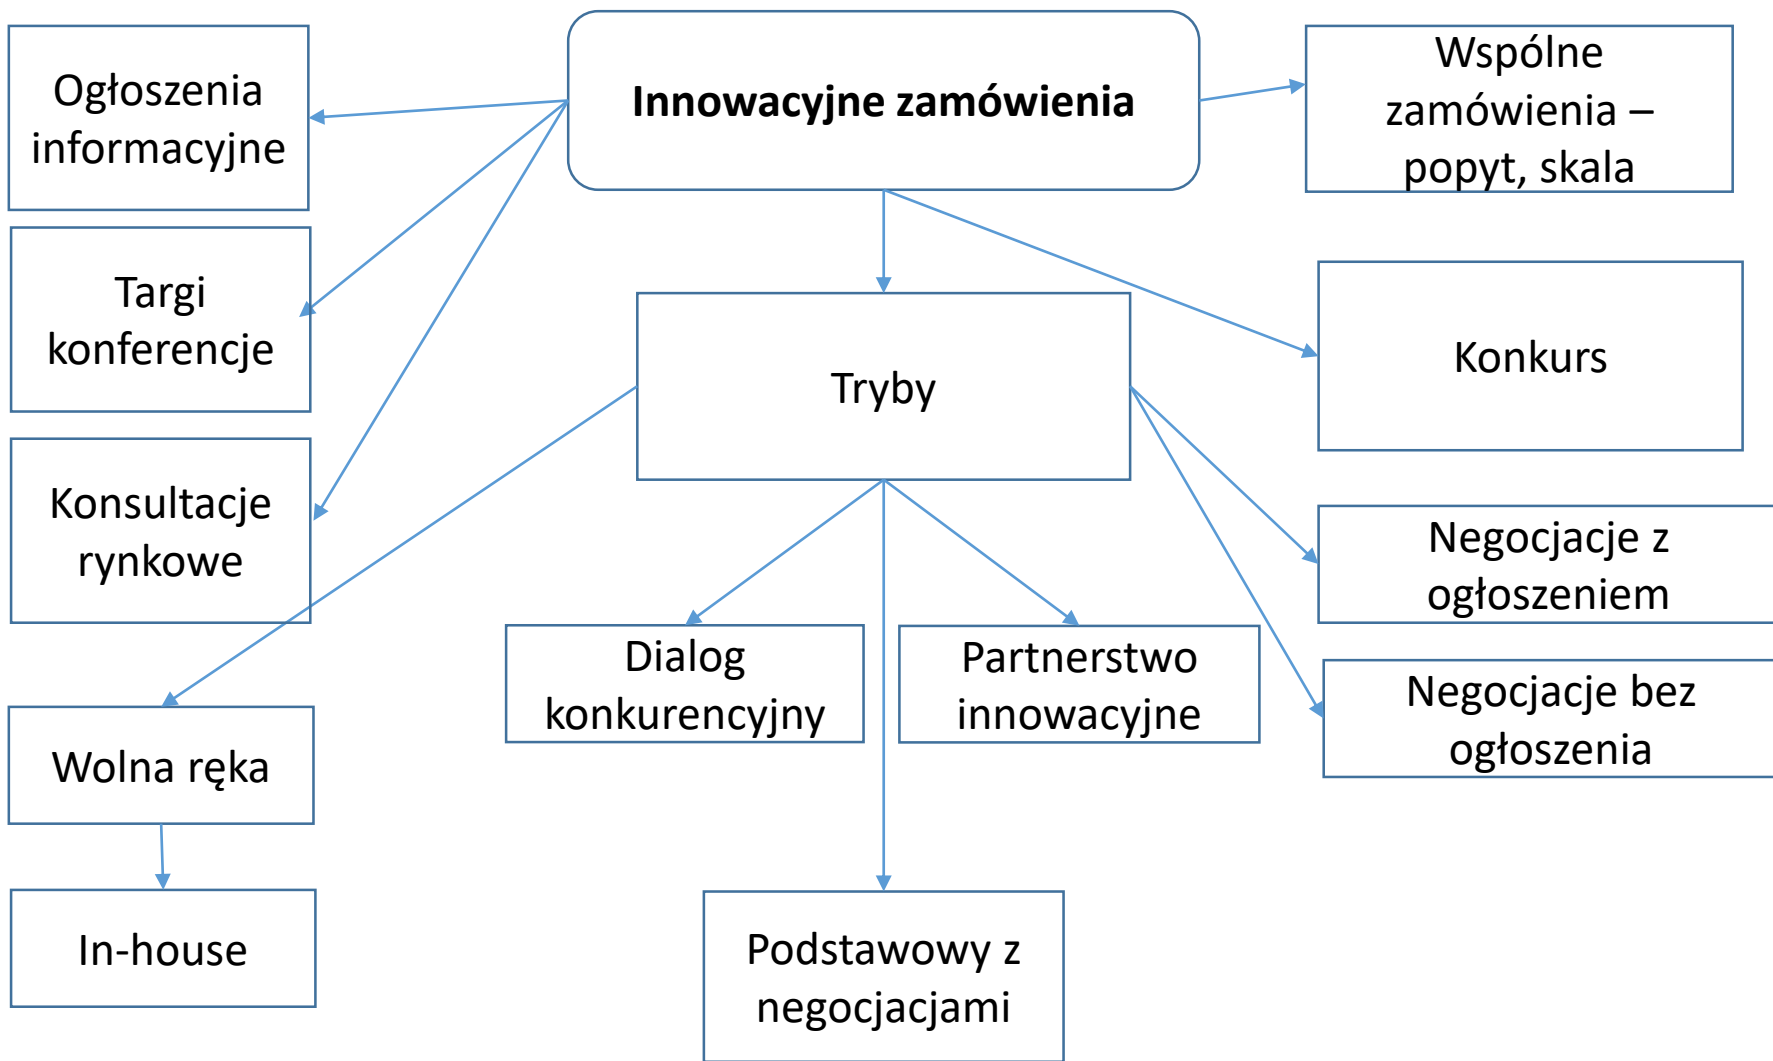 Ogłoszenia
informacyjne
Innowacyjne zamówienia
Wspólne
zamówienia –
popyt, skala
Targi
konferencje
Tryby
Konkurs
Konsultacje
rynkowe
Negocjacje z
ogłoszeniem
Dialog
konkurencyjny
Partnerstwo
innowacyjne
Negocjacje bez
ogłoszenia
Wolna ręka
In-house
Podstawowy z
negocjacjami